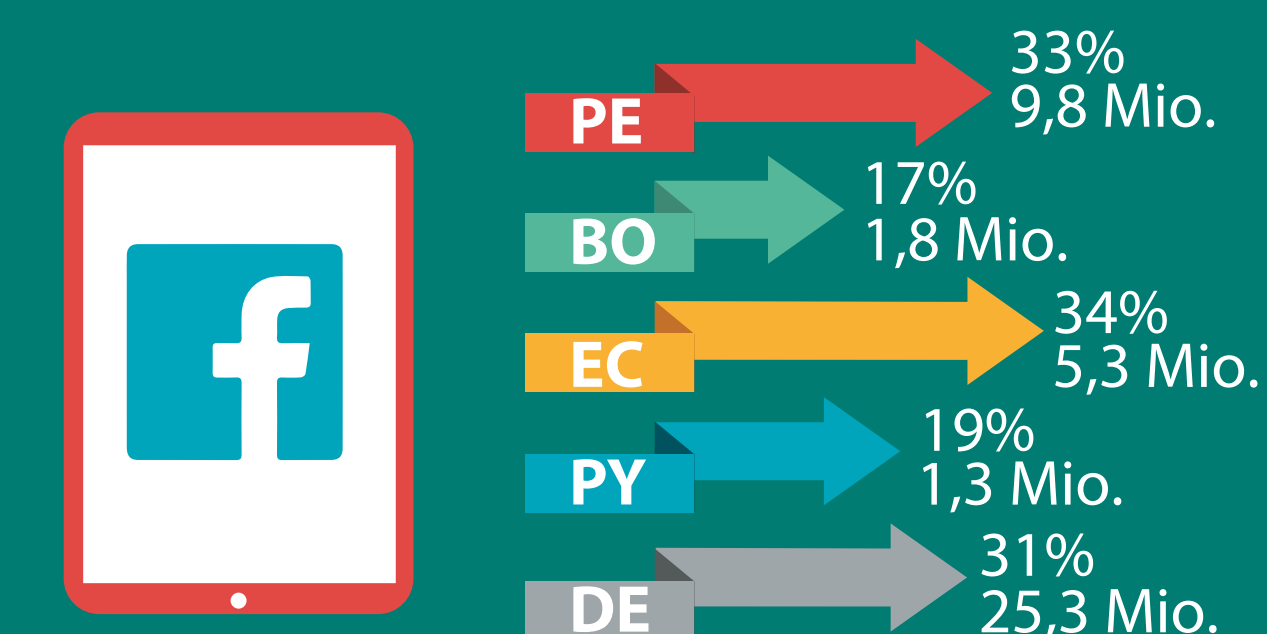 PE
33%
9,8 Mio.
BO
17%
1,8 Mio.
EC
34%
5,3 Mio.
PY
19%
1,3 Mio.
DE
31%
25,3 Mio.